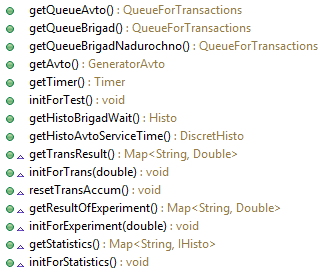 getQueueAvto() : QueueForTransactions
getQueueBrigad() : QueueForTransactions
getQueueBrigadNadurochno() : QueueForTransactions
getAvto() : GeneratorAvto
getTimer() : Timer
initForTest() : void
getHistoBrigadWait() : Histo
getHistoAvtoServiceTime() : DiscretHisto
getTransResult() : Map<String, Double>
initForTrans(double) : void
resetTransAccum() : void
getResultOfExperiment() : Map<String, Double>
initForExperiment(double) : void
getStatistics() : Map<String, IHisto>
initForStatistics() : void